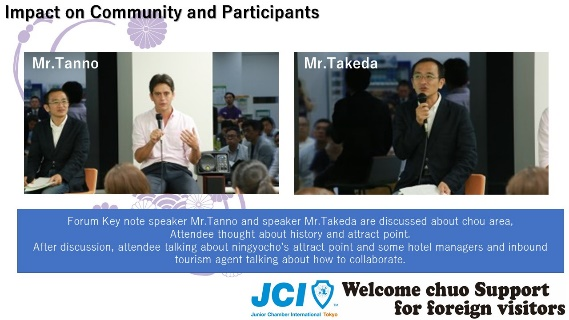 Impact on Community and Participants
Mr.Tanno
Mr.Takeda
Forum Key note speaker Mr.Tanno and speaker Mr.Takeda are discussed about chou area,
Attendee thought about history and attract point.
After discussion, attendee talking about ningyocho's attract point and some hotel managers and inbound
tourism agent talking about how to collaborate.
JCI
Junior Chamber International Tokyo
Welcome chuo Support
for foreign visitors